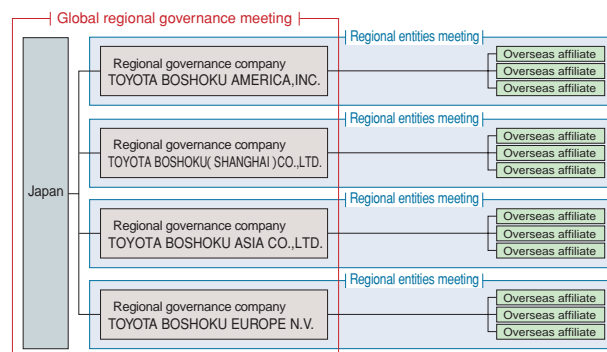 Global regional governance meeting
Regional entities meeting
Regional governance company
TOYOTA BOSHOKU AMERICA,INC.
Overseas affiliate
Overseas affiliate
Overseas affiliate
Regional entities meeting
Regional governance company
TOYOTA BOSHOKU( SHANGHAI )CO.,LTD.
Overseas affiliate
Overseas affiliate
Overseas affiliate
Japan
Regional entities meeting
Regional governance company
TOYOTA BOSHOKU ASIA CO.,LTD.
Overseas affiliate
Overseas affiliate
Overseas affiliate
Regional entities meeting
Regional governance company
TOYOTA BOSHOKU EUROPE N.V.
Overseas affiliate
Overseas affiliate
Overseas affiliate